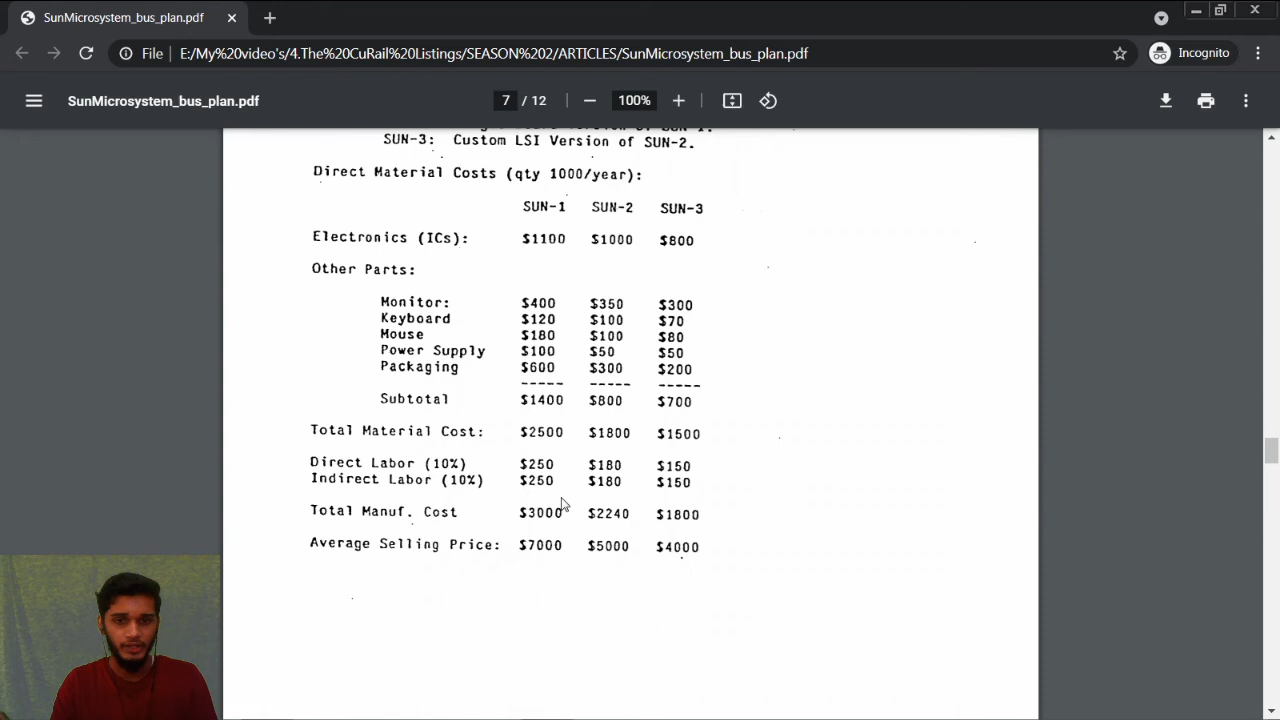 SunMicrosystem_bus_plan.pdf
File E:/My%20video's/4.The%20CuRail%20Listings/SEASON%202/ARTICLES/SunMicrosystem_bus_plan.pdf Incognito
SunMicrosystem_bus_plan.pdf 7 / 12 100%
SUN-3: Custom LSI Version of SUN-2.
Direct Material Costs (qty 1000/year):
SUN-1 SUN-2 SUN-3
Electronics (ICs): $1100 $1000 $800
Other Parts:
Monitor: $400 $350 $300
Keyboard $120 $100 $70
Mouse $180 $100 $80
Power Supply $100 $50 $50
Packaging $600 $300 $200
----- ----- -----
Subtotal $1400 $800 $700
Total Material Cost: $2500 $1800 $1500
Direct Labor (10%) $250 $180 $150
Indirect Labor (10%) $250 $180 $150
Total Manuf. Cost $3000 $2240 $1800
Average Selling Price: $7000 $5000 $4000